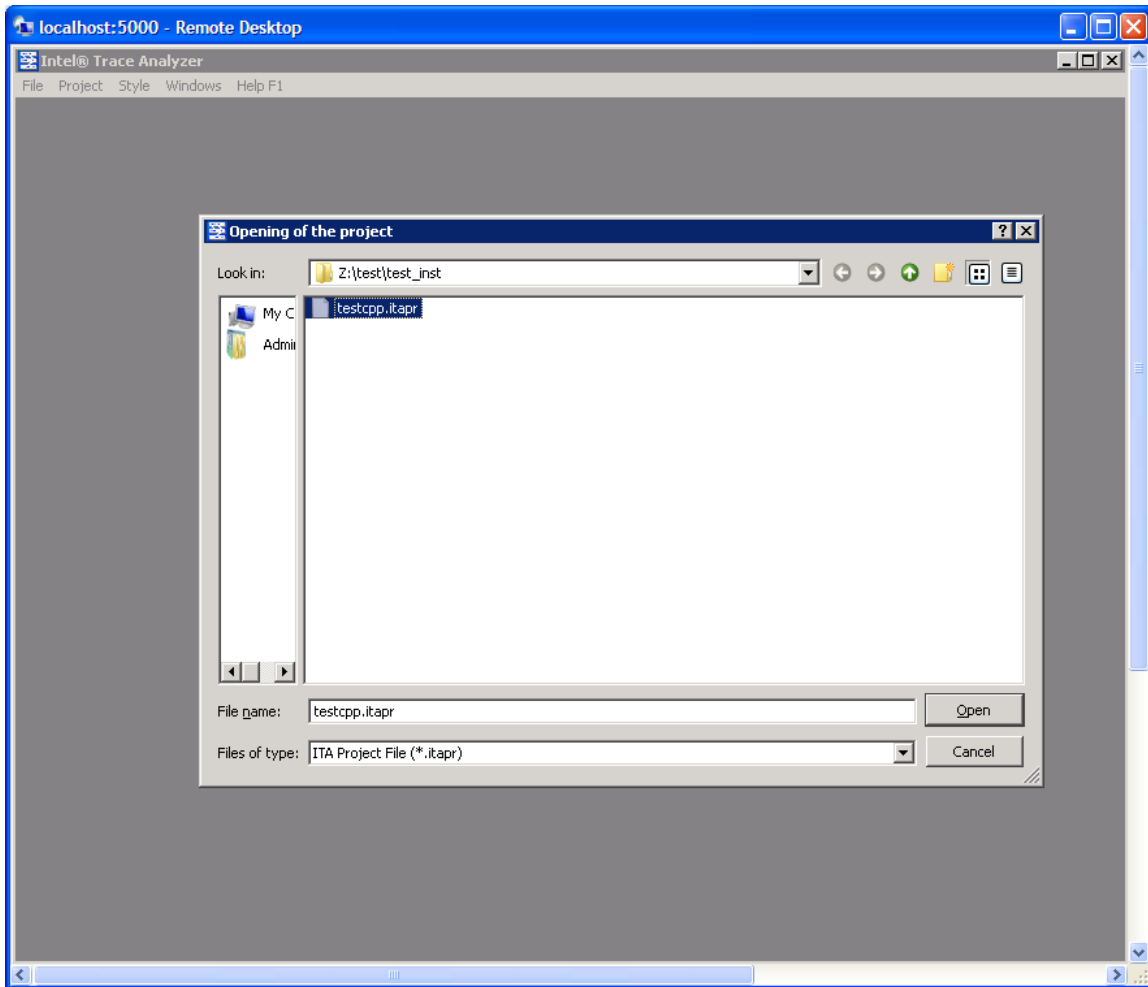 localhost:5000 - Remote Desktop
Intel® Trace Analyzer
File Project Style Windows Help F1
Opening of the project
Look in: Z:\test\test_inst
My C
testcpp.itapr
Admi
File name: testcpp.itapr
Open
Files of type: ITA Project File (*.itapr)
Cancel